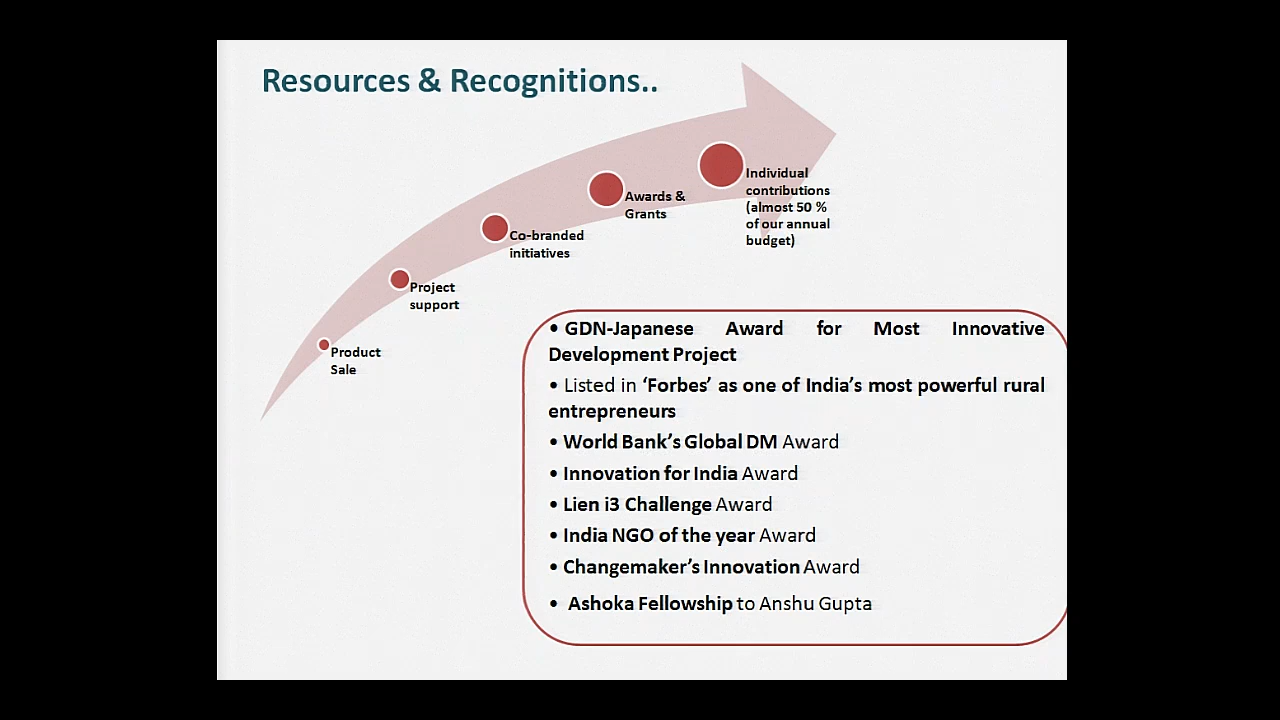 Resources & Recognitions..
Individual
contributions
(almost 50 %
of our annual
budget)
Awards &
Grants
Co-branded
initiatives
Project
support
Product
Sale
• GDN-Japanese Award for Most Innovative
Development Project
• Listed in ‘Forbes’ as one of India’s most powerful rural
entrepreneurs
• World Bank’s Global DM Award
• Innovation for India Award
• Lien i3 Challenge Award
• India NGO of the year Award
• Changemaker’s Innovation Award
• Ashoka Fellowship to Anshu Gupta